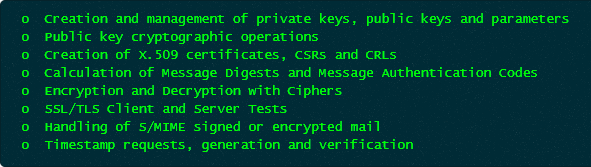 o Creation and management of private keys, public keys and parameters
o Public key cryptographic operations
o Creation of X.509 certificates, CSRs and CRLs
o Calculation of Message Digests and Message Authentication Codes
o Encryption and Decryption with Ciphers
o SSL/TLS Client and Server Tests
o Handling of S/MIME signed or encrypted mail
o Timestamp requests, generation and verification